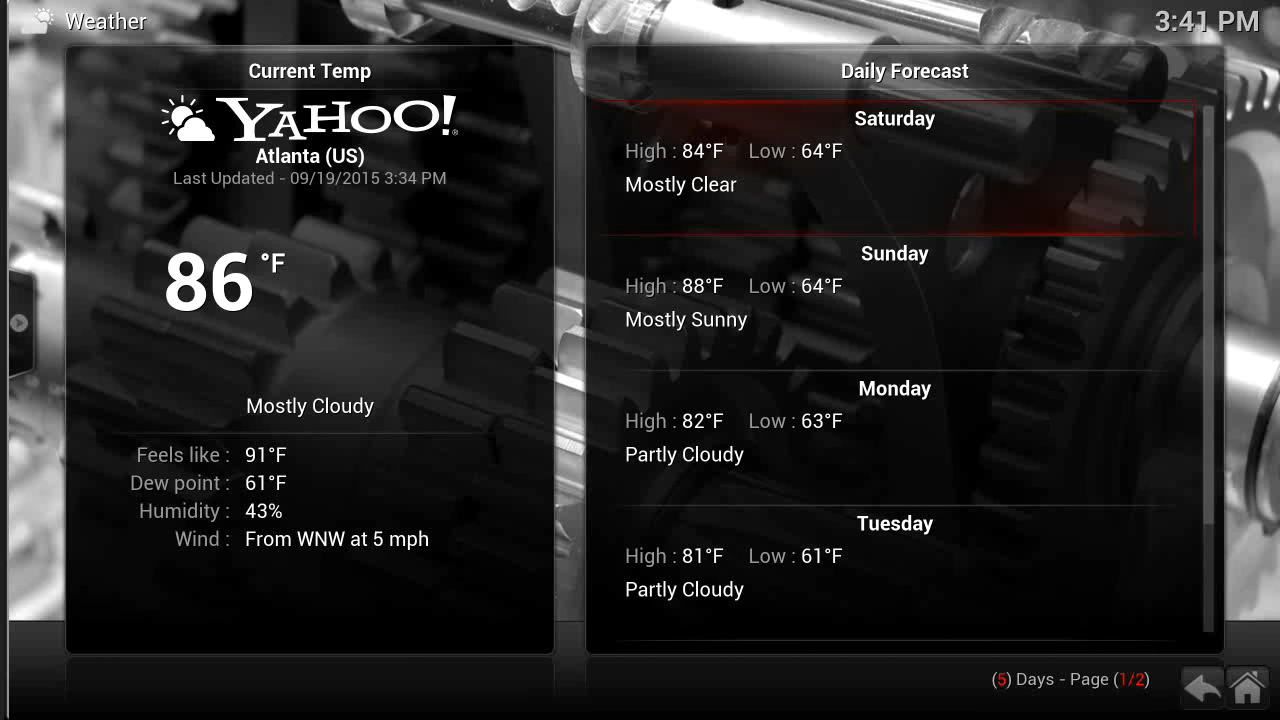 Weather
3:41 PM
Current Temp
YAHOO!
Atlanta (US)
Last Updated - 09/19/2015 3:34 PM
86 °F
Mostly Cloudy
Feels like : 91°F
Dew point : 61°F
Humidity : 43%
Wind : From WNW at 5 mph
Daily Forecast
Saturday
High : 84°F Low : 64°F
Mostly Clear
Sunday
High : 88°F Low : 64°F
Mostly Sunny
Monday
High : 82°F Low : 63°F
Partly Cloudy
Tuesday
High : 81°F Low : 61°F
Partly Cloudy
(5) Days - Page (1/2)